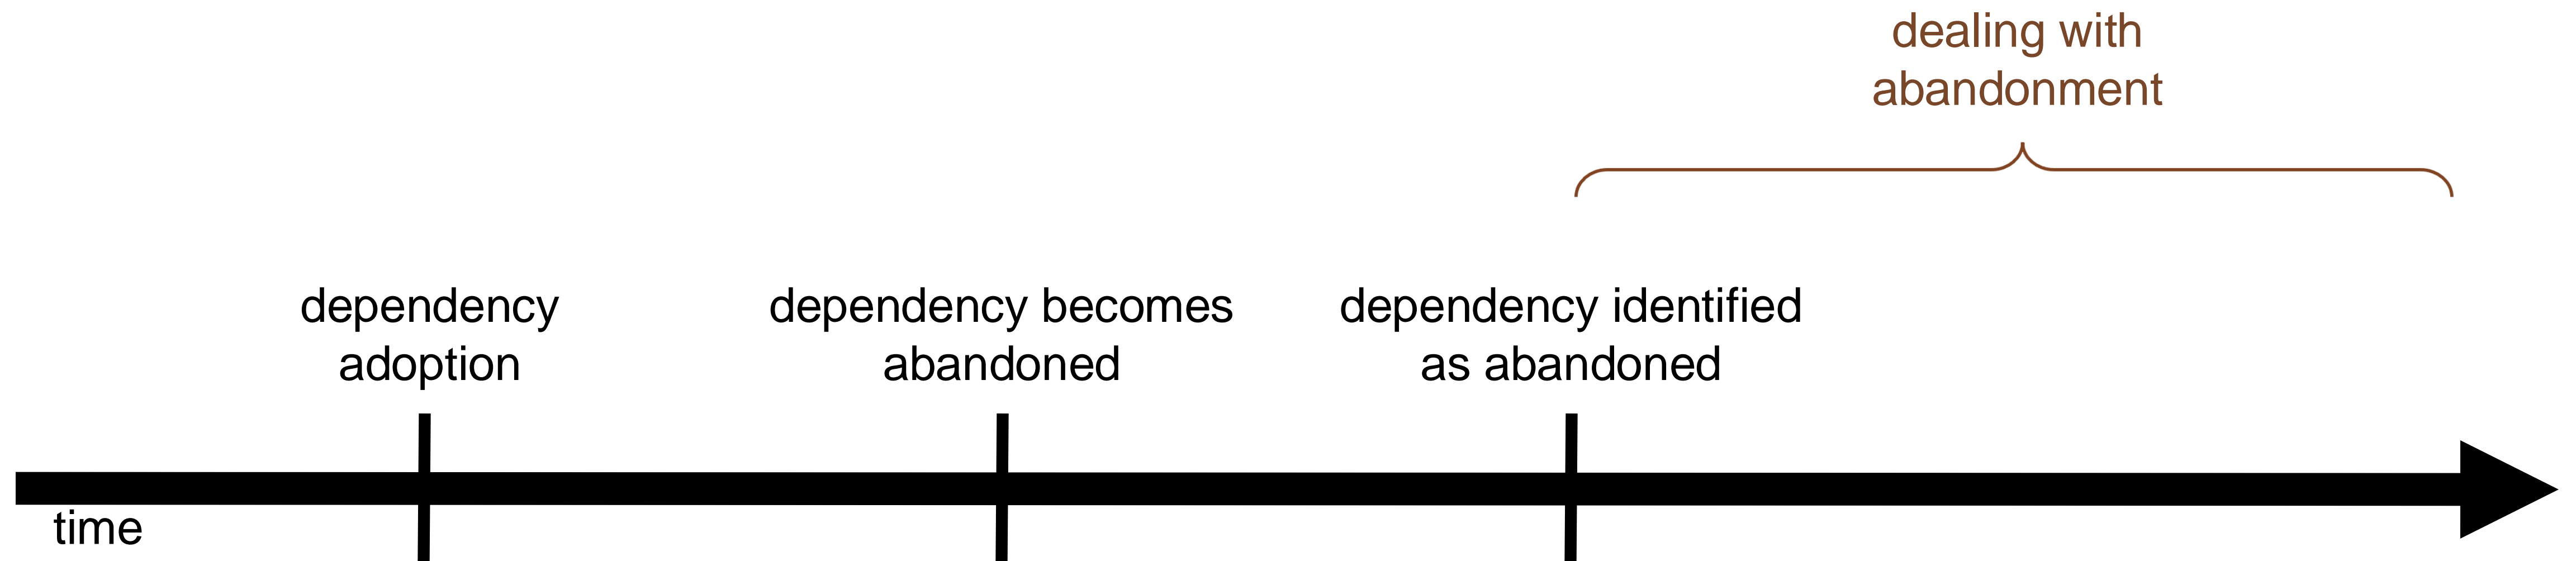 dealing with
abandonment
dependency
adoption
dependency becomes
abandoned
dependency identified
as abandoned
time